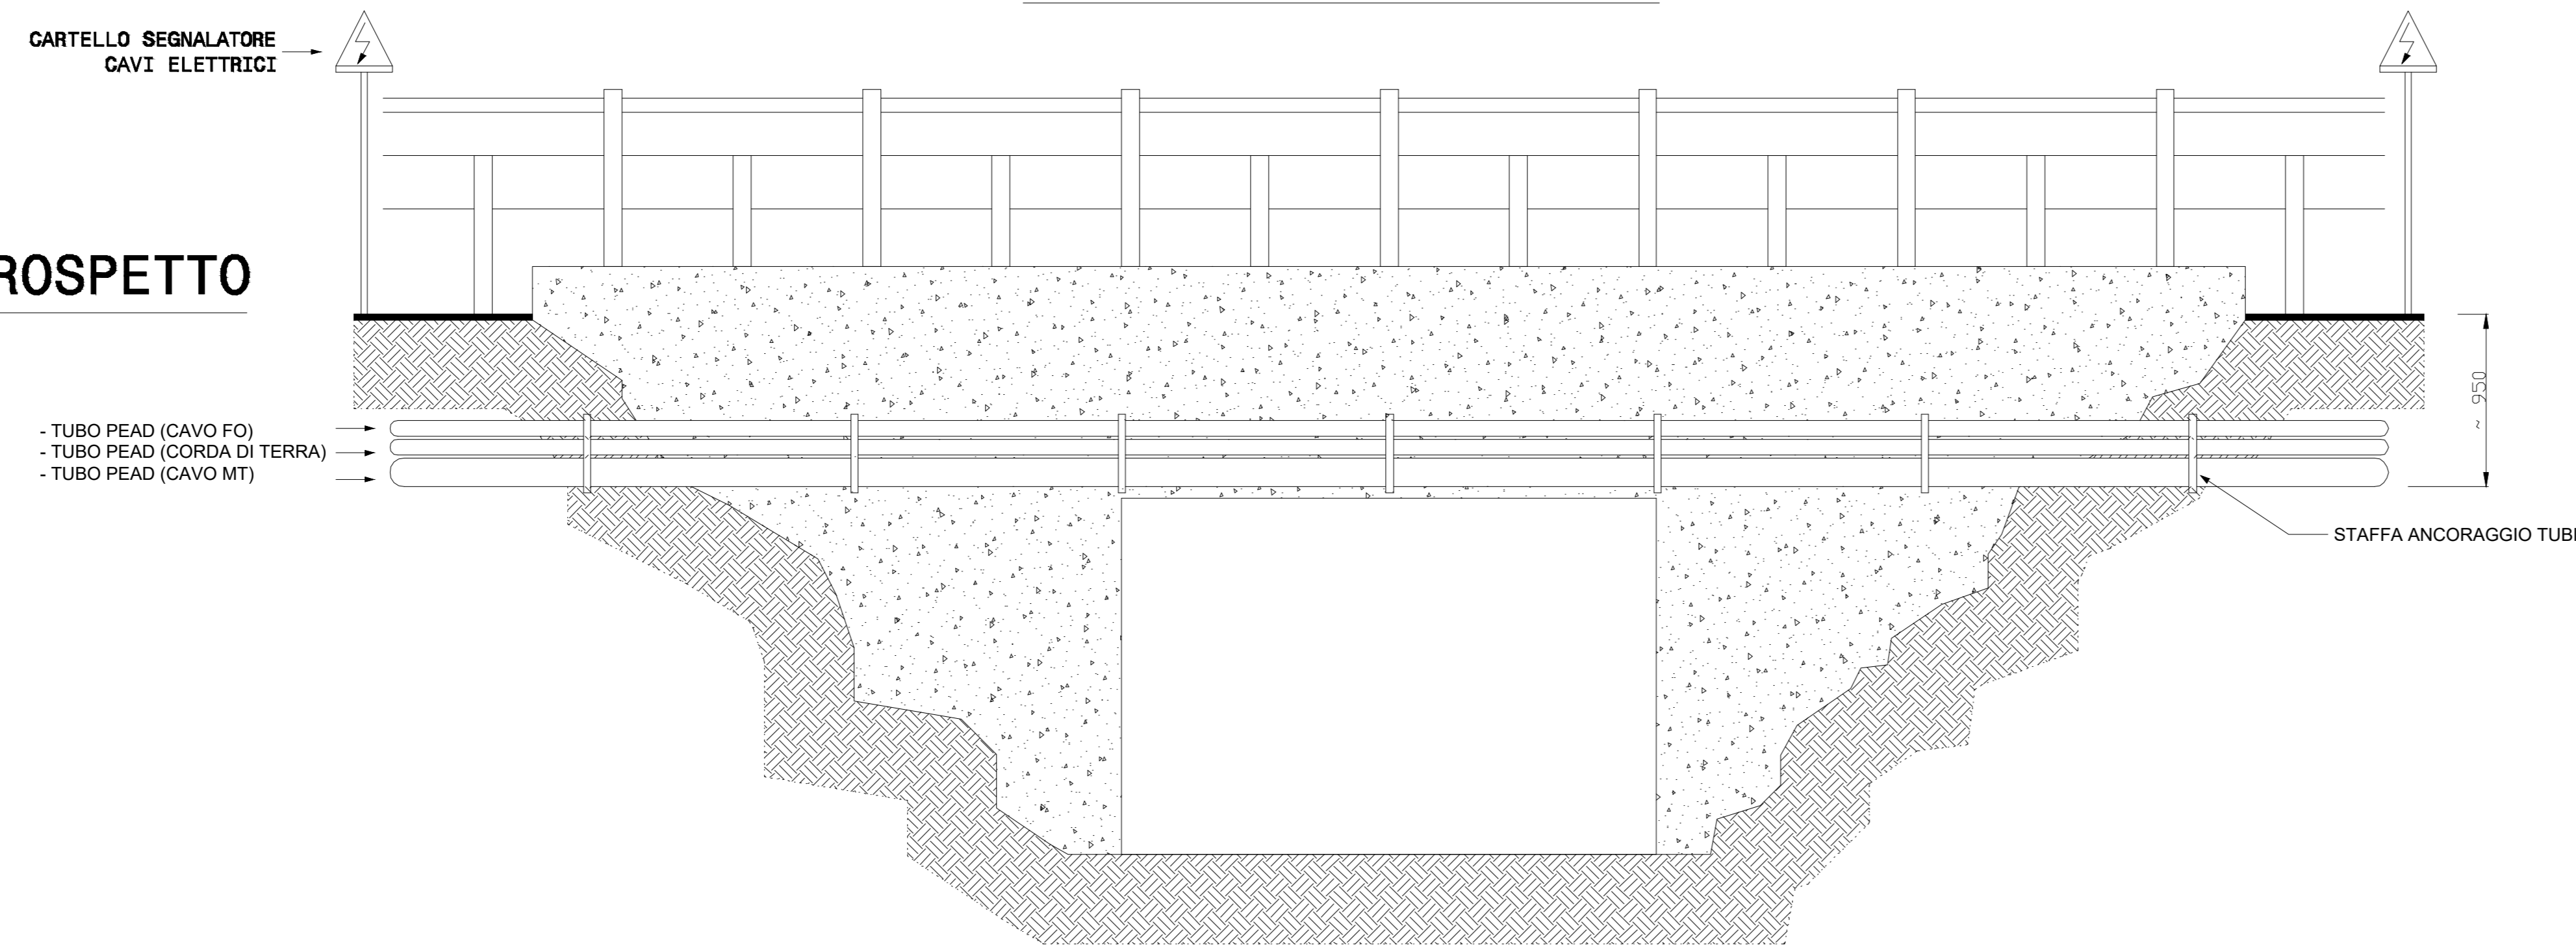 CARTELLO SEGNALATORE
CAVI ELETTRICI
ROSPETTO
- TUBO PEAD (CAVO FO)
- TUBO PEAD (CORDA DI TERRA)
- TUBO PEAD (CAVO MT)
~ 950
STAFFA ANCORAGGIO TUBI